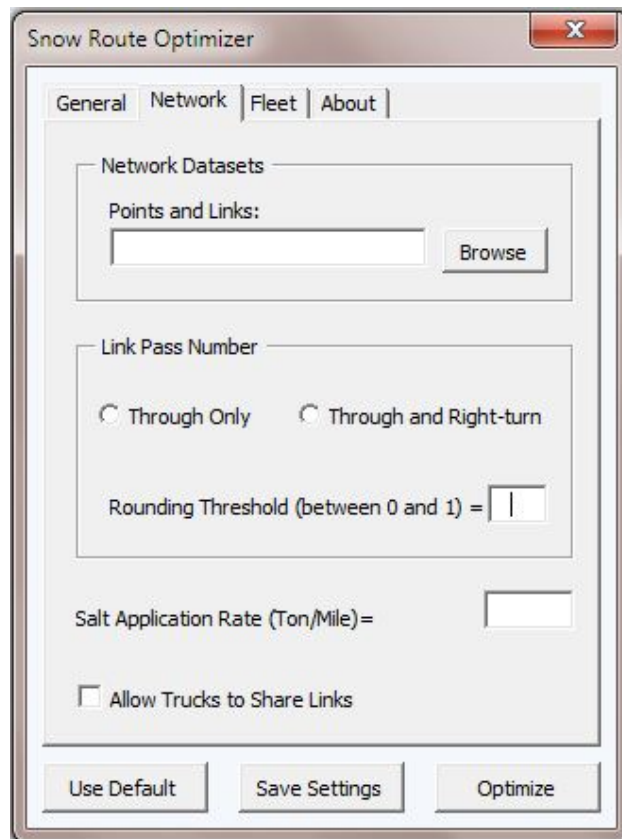 Snow Route Optimizer
X
General Network Fleet About
Network Datasets
Points and Links:
Browse
Link Pass Number
Through Only Through and Right-turn
Rounding Threshold (between 0 and 1) =
Salt Application Rate (Ton/Mile)=
Allow Trucks to Share Links
Use Default Save Settings Optimize